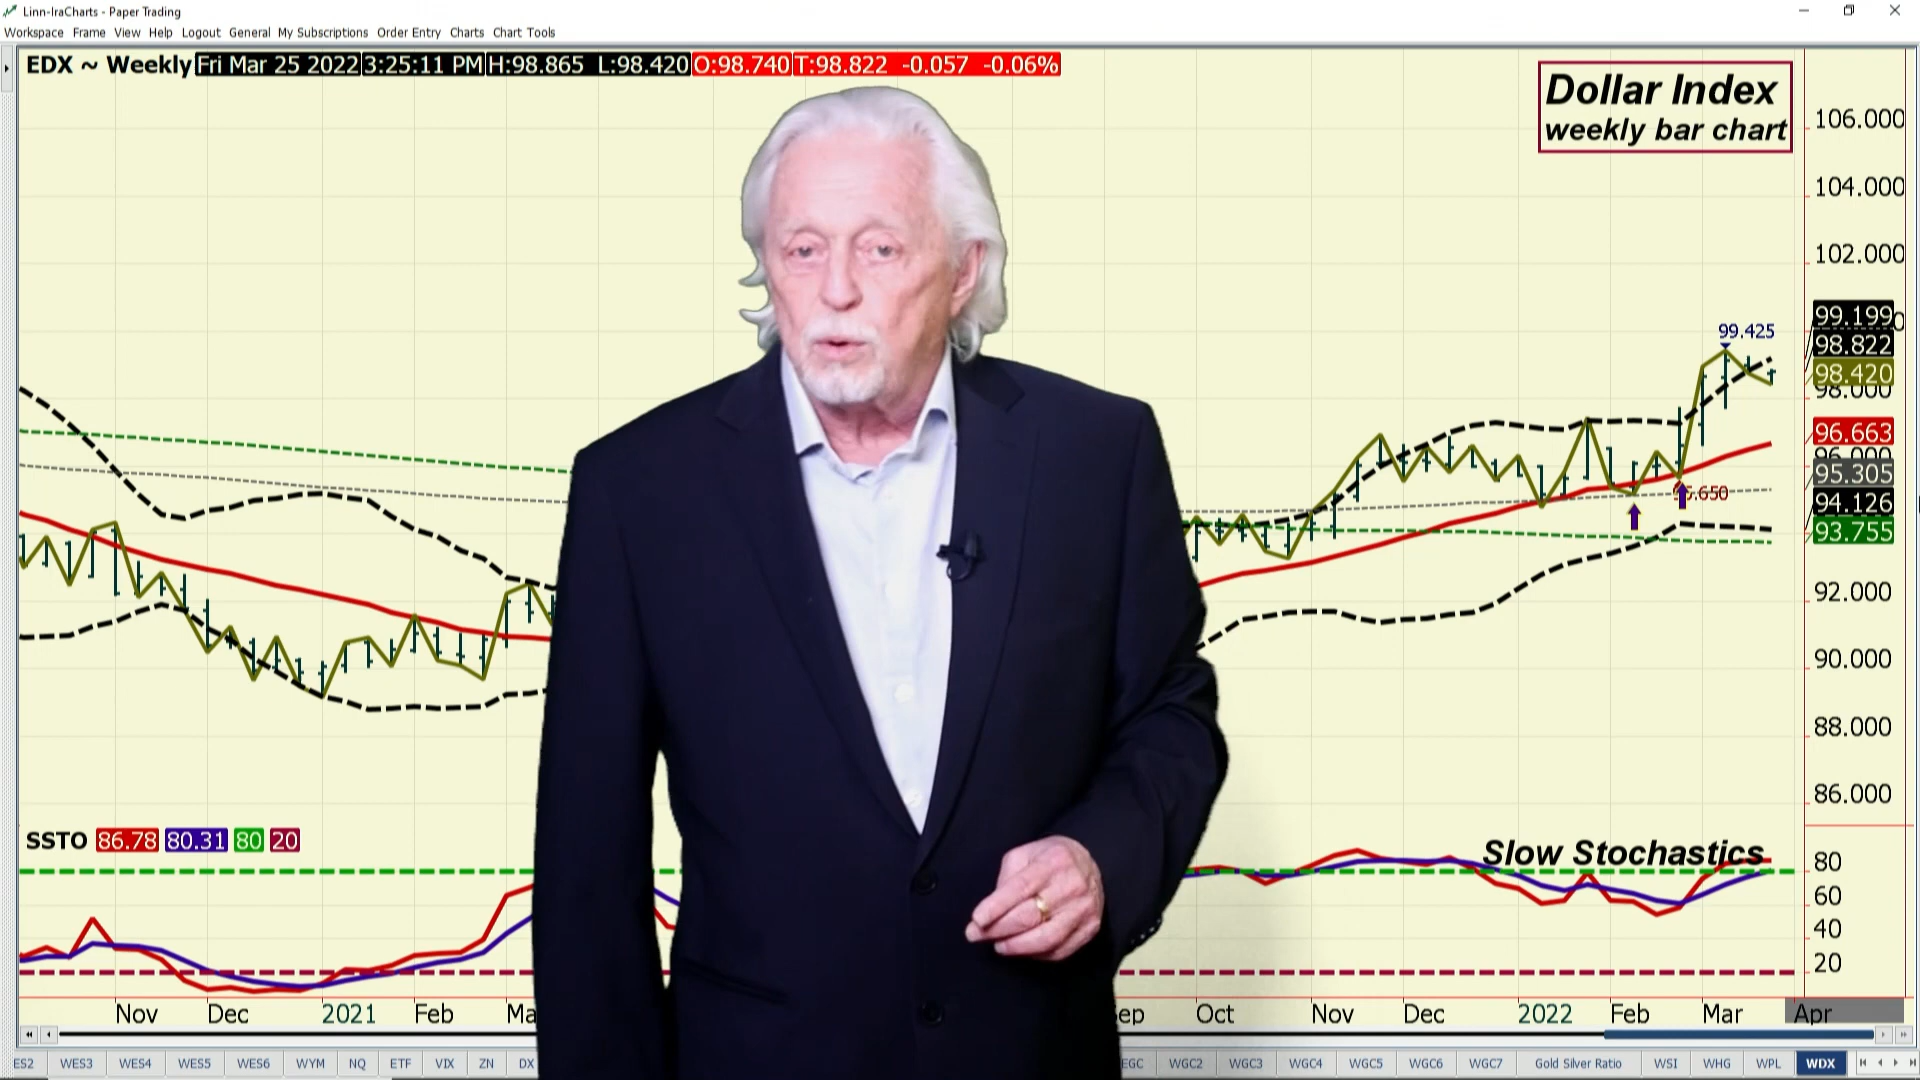 Linn-IraCharts - Paper Trading
Workspace Frame View Help Logout General My Subscriptions Order Entry Charts Chart Tools
EDX ~ Weekly Fri Mar 25 2022 3:25:11 PM H:98.865 L:98.420 O:98.740 T:98.822 -0.057 -0.06%
Dollar Index
weekly bar chart
106.000
104.000
102.000
99.199
99.425
98.822
98.420
98.000
96.663
96.000
95.305
94.126
93.755
92.000
90.000
88.000
86.000
SSTO 86.78 80.31 80 20
Slow Stochastics
80
60
40
20
Nov Dec 2021 Feb Oct Nov Dec 2022 Feb Mar Apr
ES2 WES3 WES4 WES5 WES6 WYM NQ ETF VIX ZN DX EGC WGC2 WGC3 WGC4 WGC5 WGC6 WGC7 Gold Silver Ratio WSI WHG WPL WDX